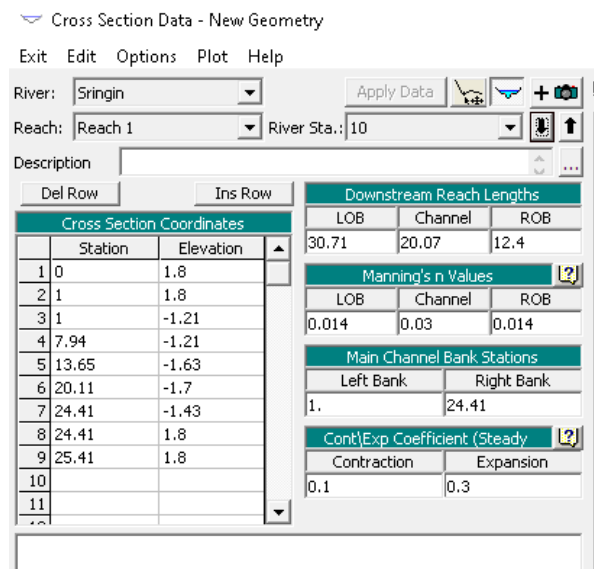 Cross Section Data - New Geometry
Exit Edit Options Plot Help
River: Sringin Apply Data
Reach: Reach 1 River Sta.: 10
Description ...
Del Row Ins Row
Cross Section Coordinates
Station Elevation
1 0 1.8
2 1 1.8
3 1 -1.21
4 7.94 -1.21
5 13.65 -1.63
6 20.11 -1.7
7 24.41 -1.43
8 24.41 1.8
9 25.41 1.8
10
11
Downstream Reach Lengths
LOB Channel ROB
30.71 20.07 12.4
Manning's n Values ?
LOB Channel ROB
0.014 0.03 0.014
Main Channel Bank Stations
Left Bank Right Bank
1. 24.41
Cont\Exp Coefficient (Steady ?
Contraction Expansion
0.1 0.3